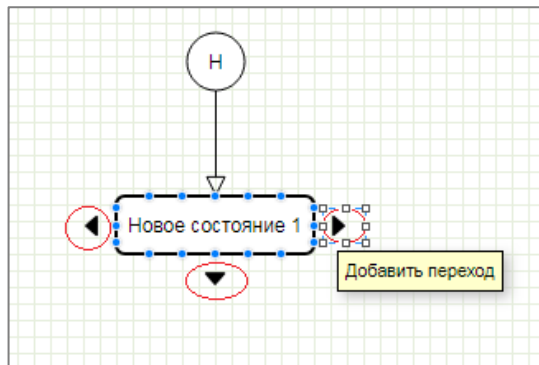 Н
Новое состояние 1
Добавить переход